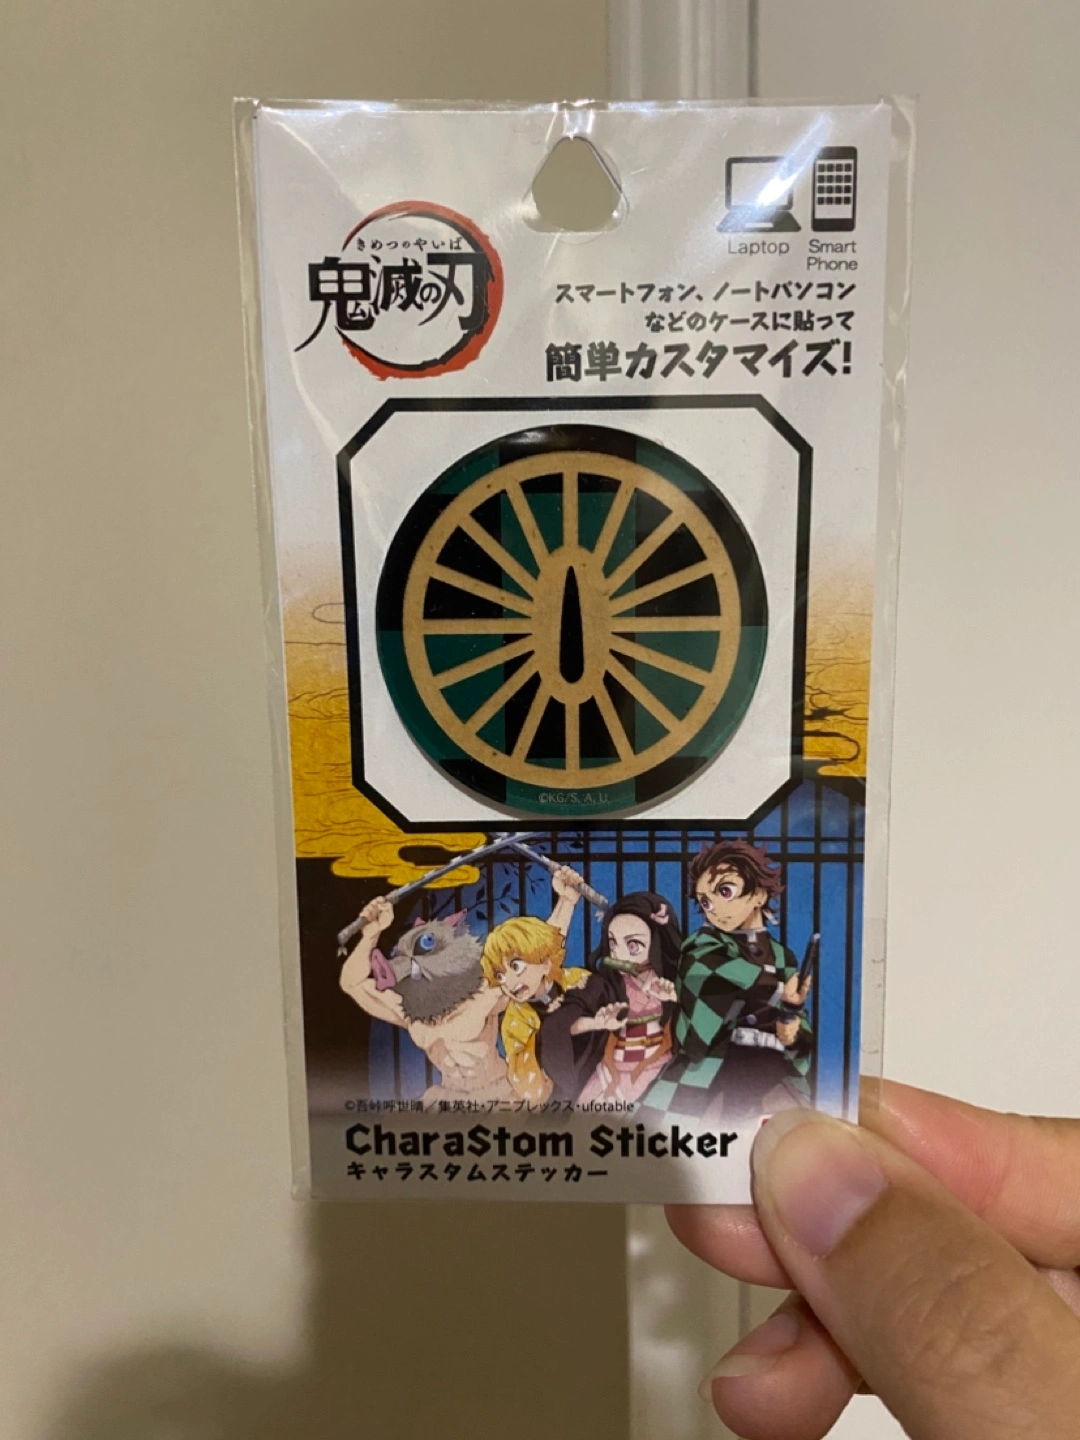 きめつのやいば
鬼滅の刃
Laptop
Smart
Phone
スマートフォン、ノートパソコン
などのケースに貼って
簡単カスタマイズ!
©KG/S, A, U
©吾峠呼世晴/集英社・アニプレックス・ufotable
CharaStom Sticker
キャラスタムステッカー